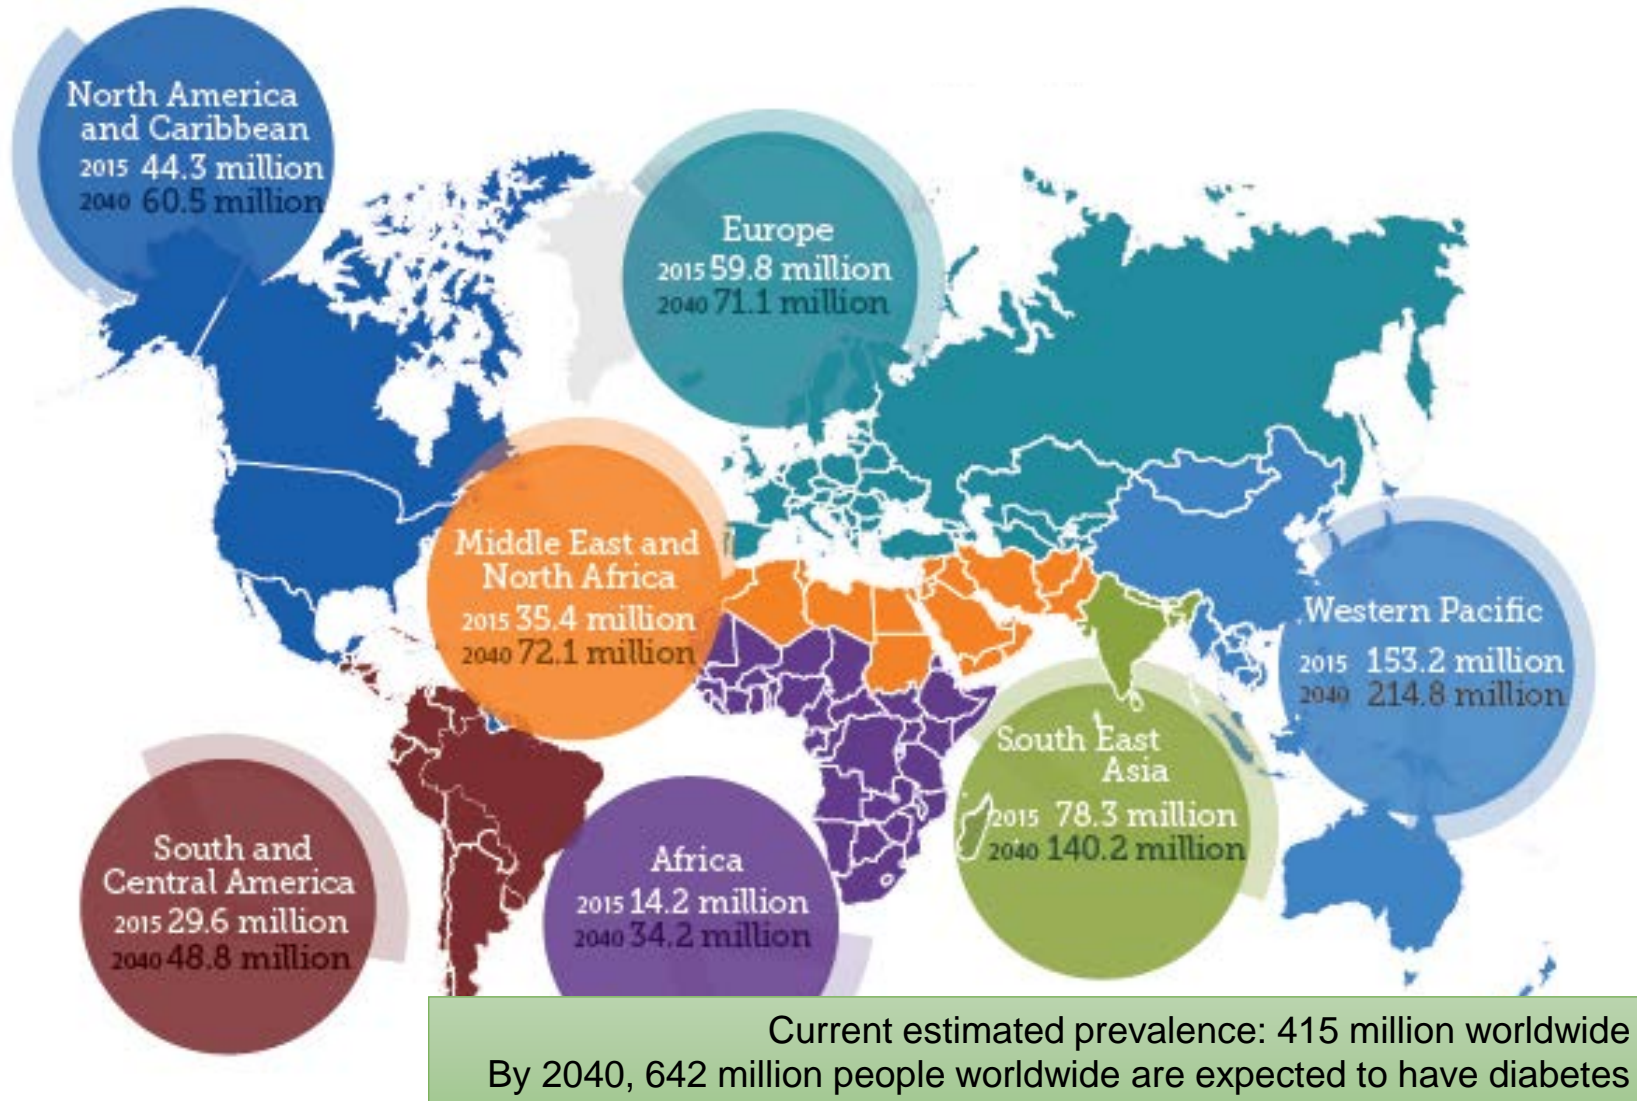 North America
and Caribbean
2015 44.3 million
2040 60.5 million
Europe
2015 59.8 million
2040 71.1 million
Middle East and
North Africa
2015 35.4 million
2040 72.1 million
Western Pacific
2015 153.2 million
2040 214.8 million
South East
Asia
2015 78.3 million
2040 140.2 million
South and
Central America
2015 29.6 million
2040 48.8 million
Africa
2015 14.2 million
2040 34.2 million
Current estimated prevalence: 415 million worldwide
By 2040, 642 million people worldwide are expected to have diabetes